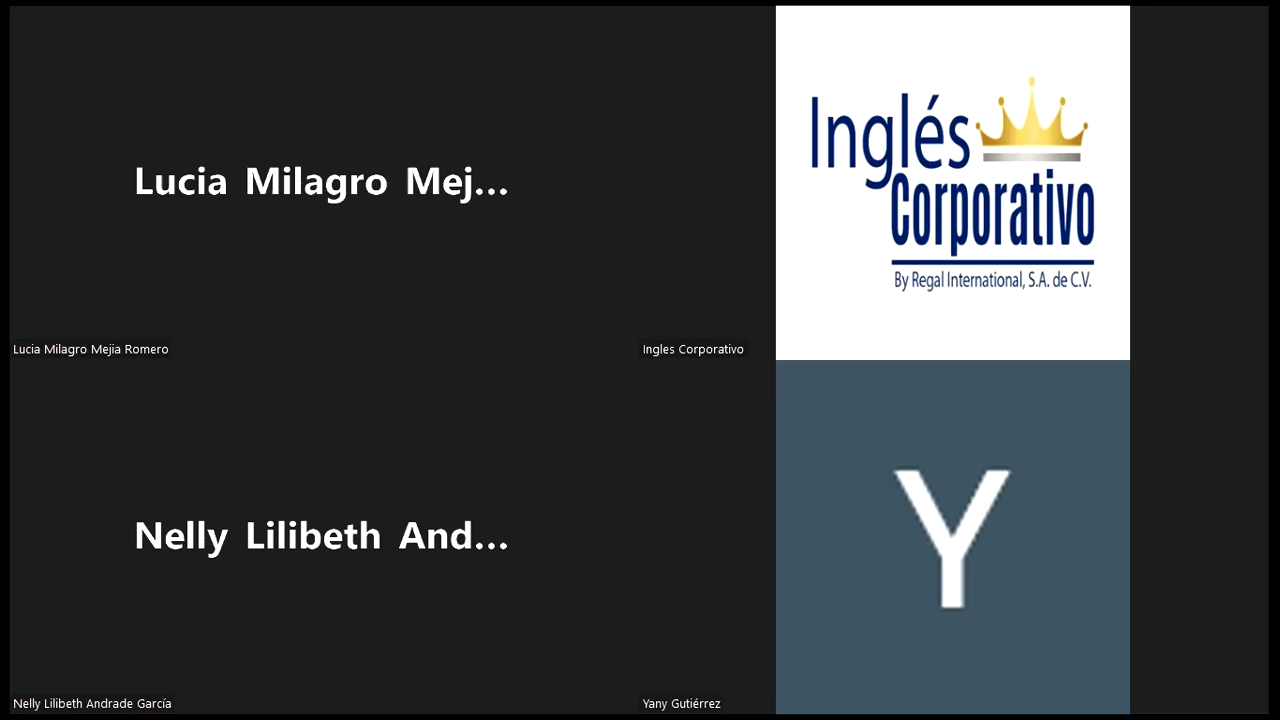 Lucia Milagro Mej...
Lucia Milagro Mejia Romero
Inglés
Corporativo
By Regal International, S.A. de C.V.
Ingles Corporativo
Nelly Lilibeth And...
Nelly Lilibeth Andrade García
Y
Yany Gutiérrez